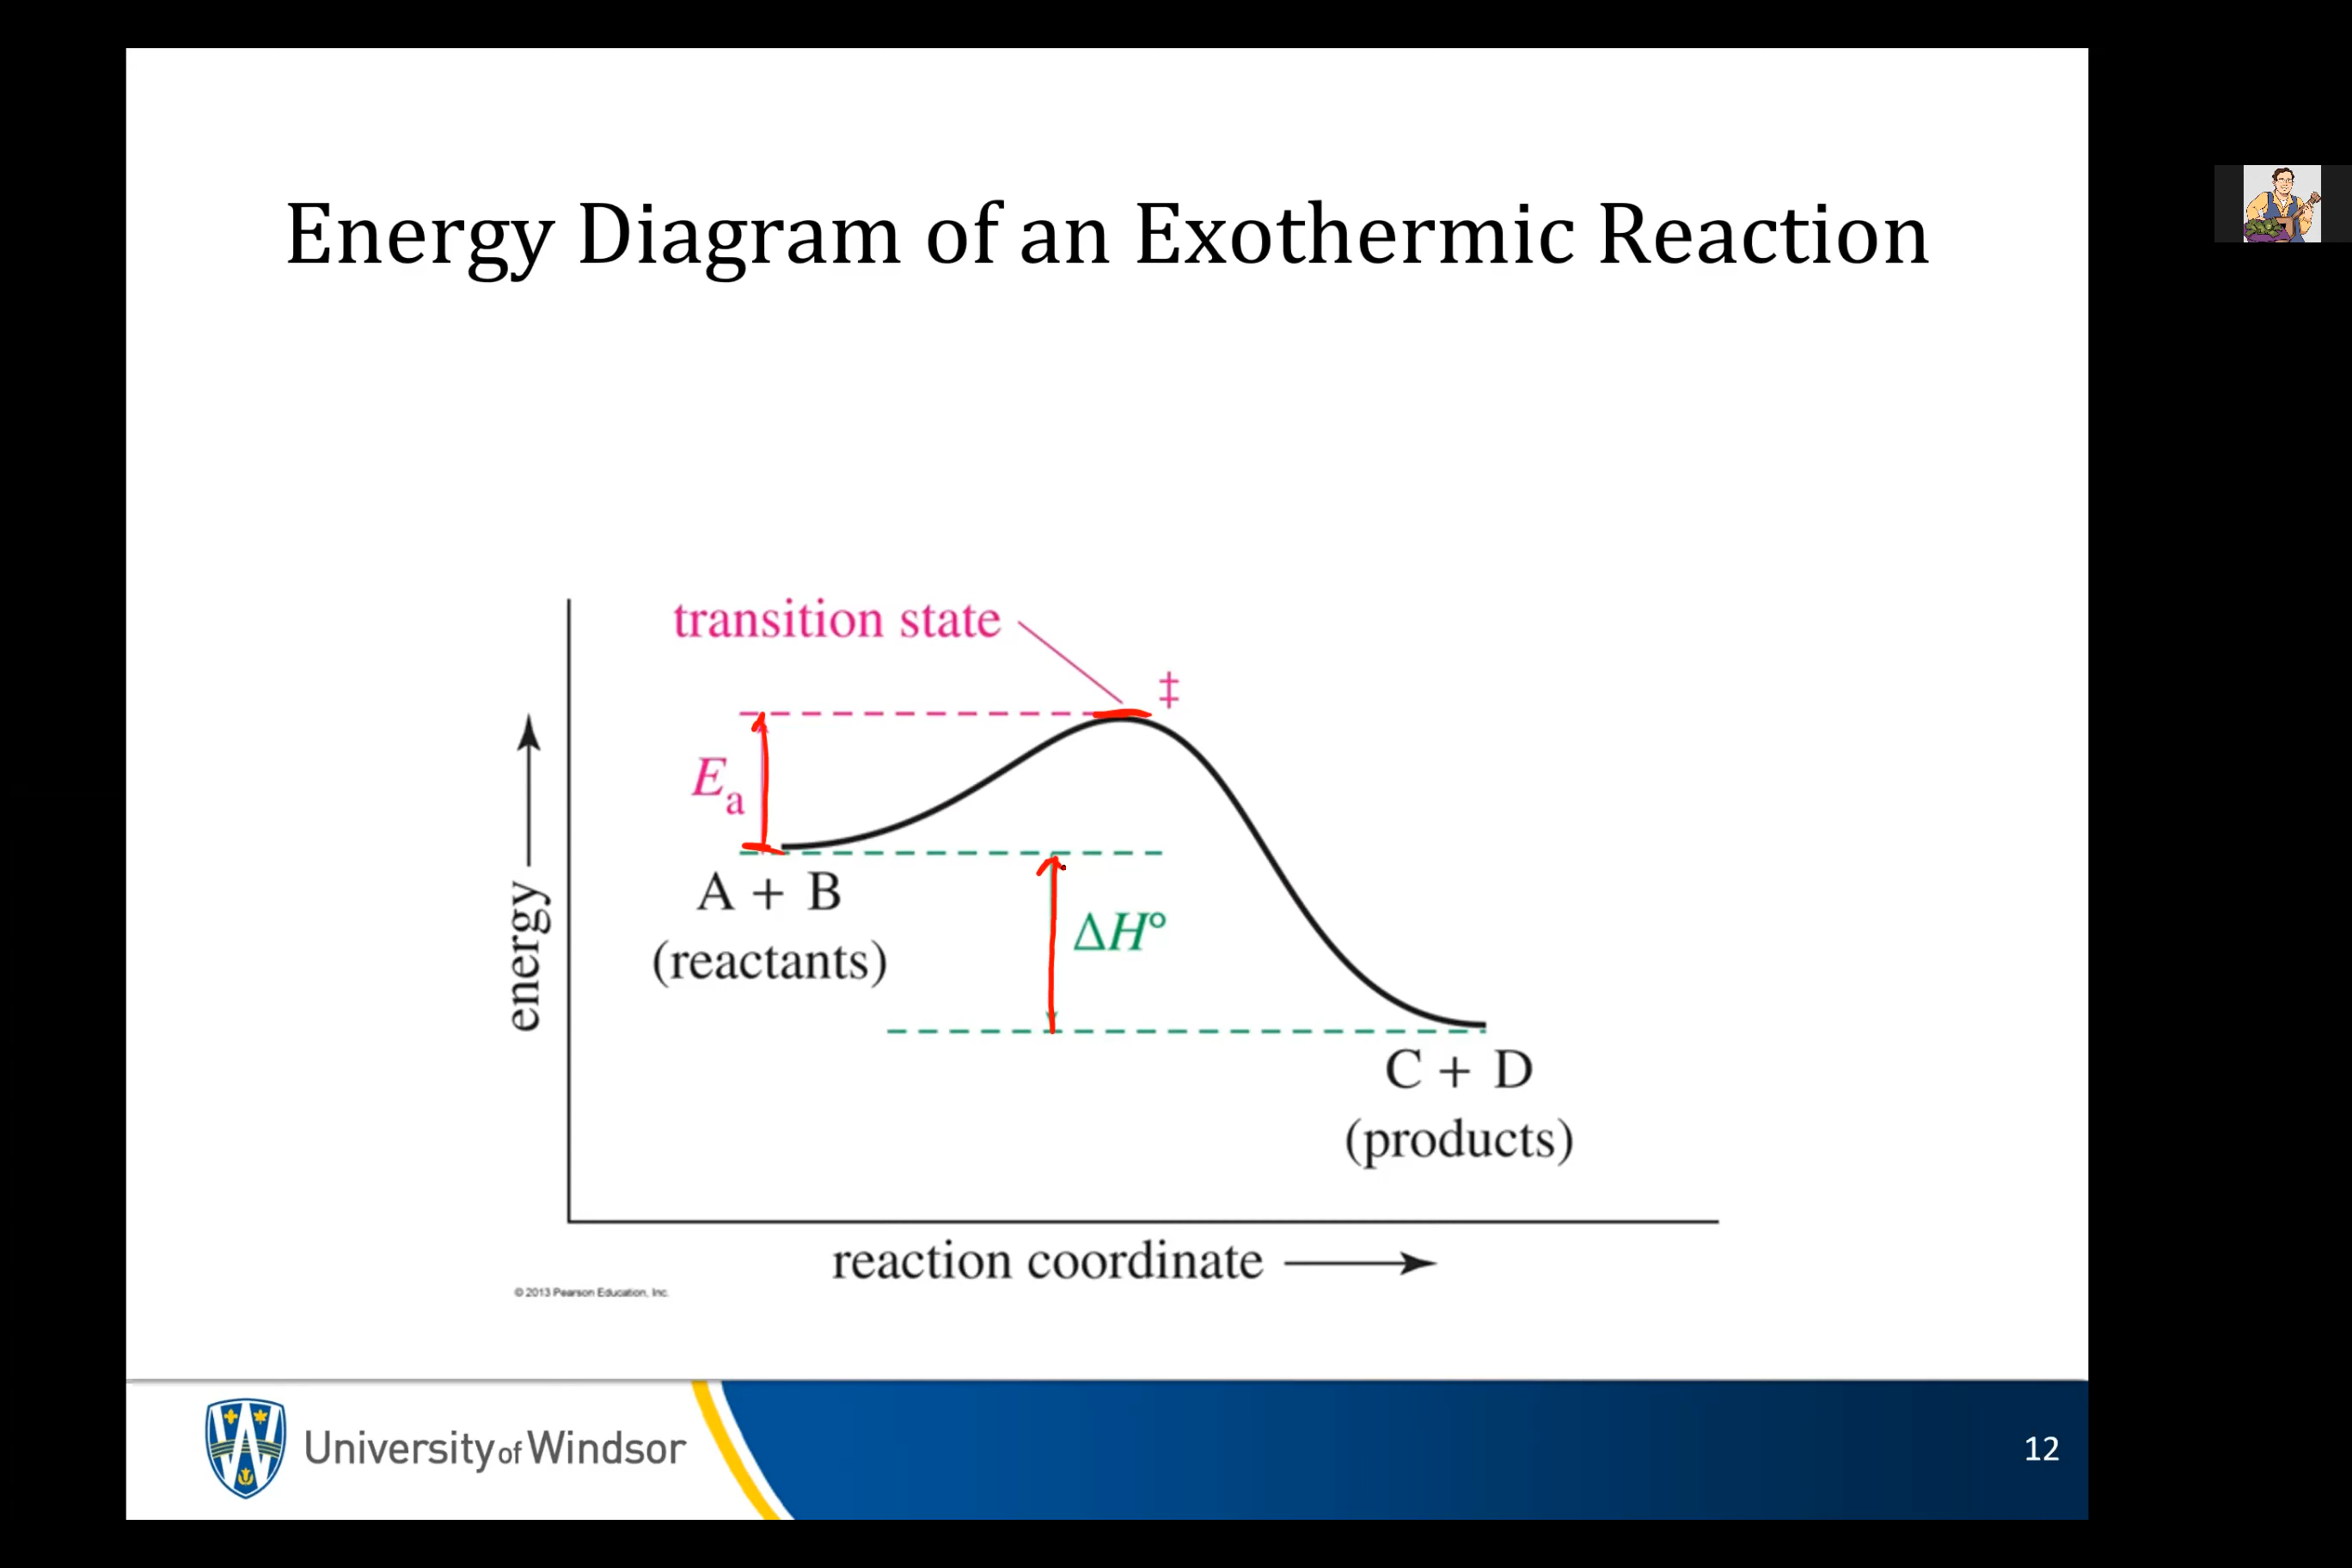 Energy Diagram of an Exothermic Reaction
transition state
‡
Ea
A + B
(reactants)
ΔH°
energy
C + D
(products)
reaction coordinate
© 2013 Pearson Education, Inc.
University of Windsor
12